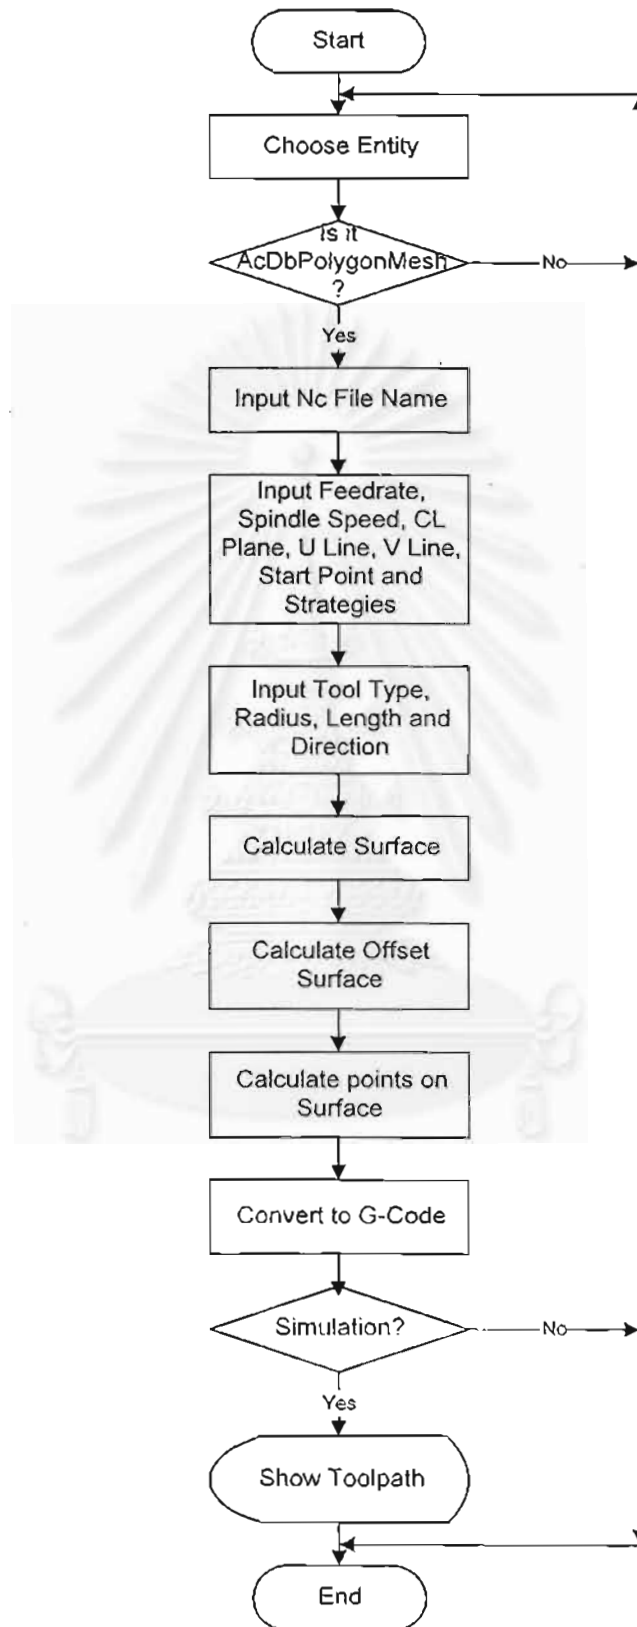 Start
Choose Entity
Is it
AcDbPolygonMesh
?
No
Yes
Input Nc File Name
Input Feedrate,
Spindle Speed, CL
Plane, U Line, V Line,
Start Point and
Strategies
Input Tool Type,
Radius, Length and
Direction
Calculate Surface
Calculate Offset
Surface
Calculate points on
Surface
Convert to G-Code
Simulation?
No
Yes
Show Toolpath
End